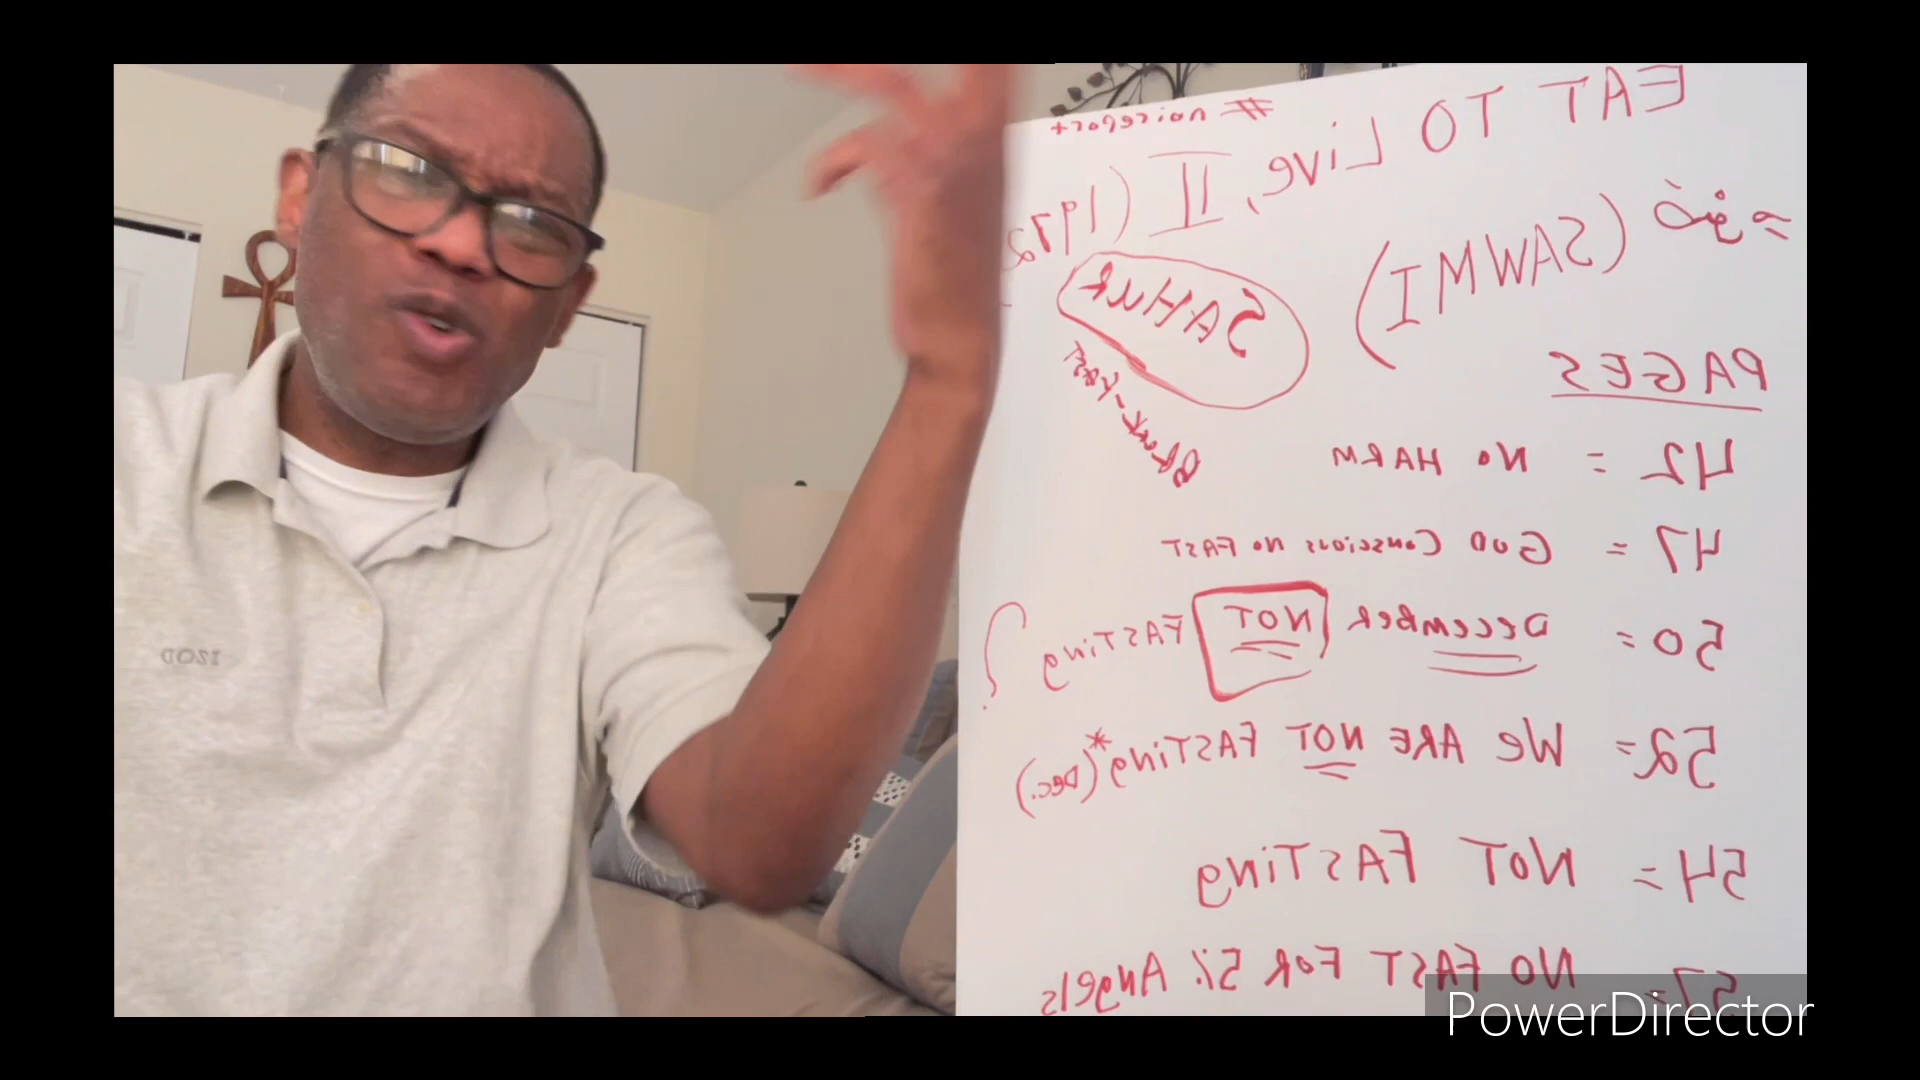 EAT TO Live, II (1972
# noireport
(SAWMI)
SAHUR
Break-fast
PAGES
42 = No HARM
47 = GOD Conscious No FAST
50 = DECEMBER NOT FASTing ?
52 = We ARE NOT FASTing* (DEC.)
54 = NOT FASTing
57 = NO FAST FOR 5% Angels
IZOD
PowerDirector